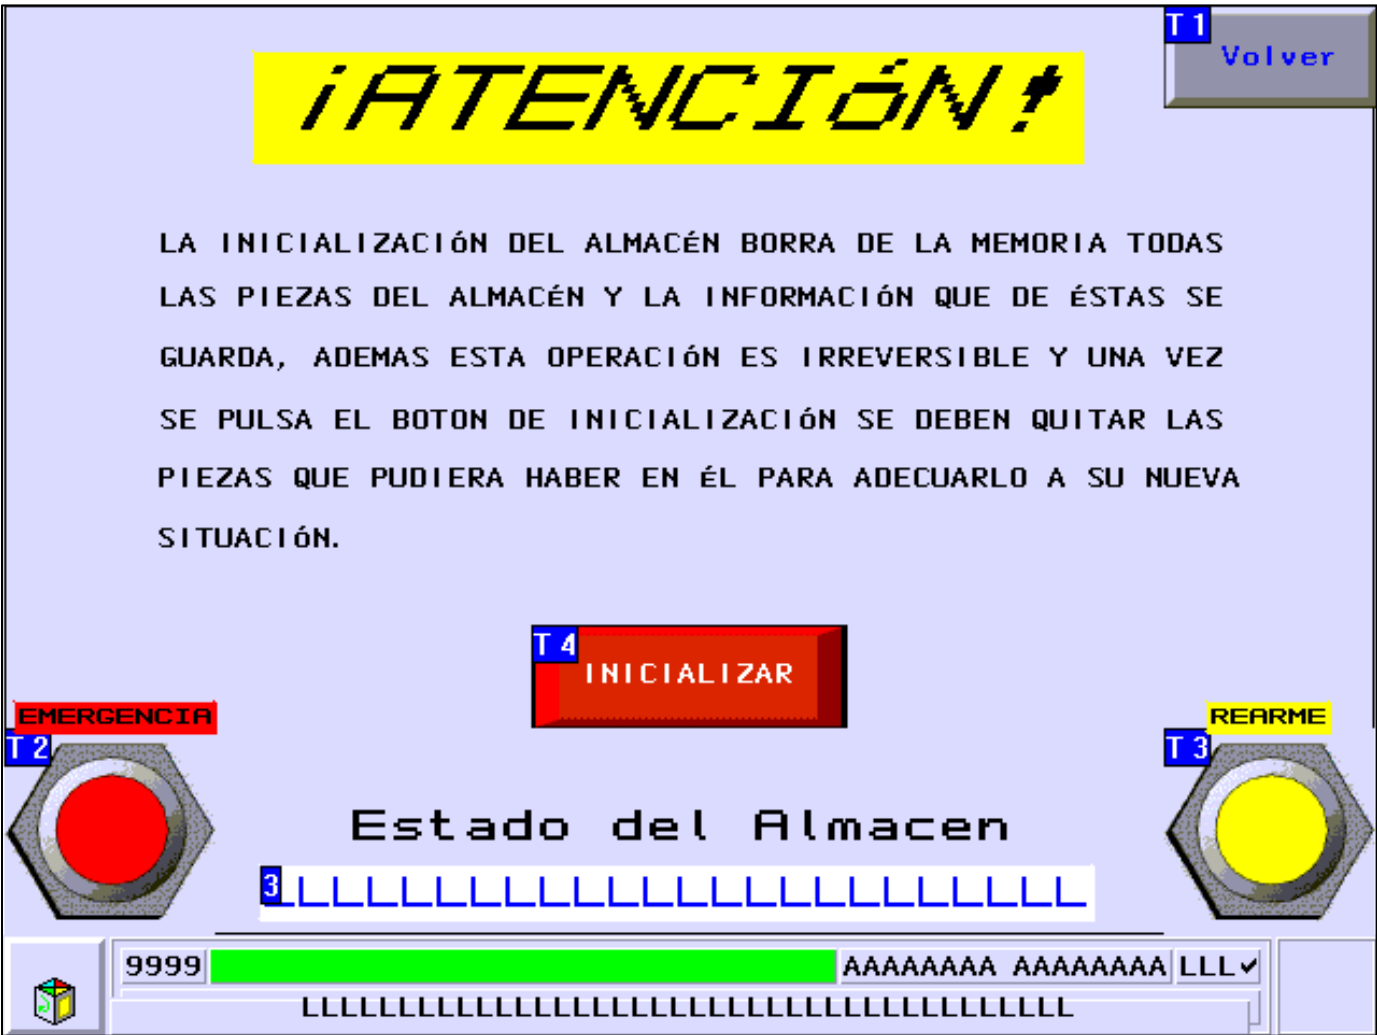 T 1
Volver
¡ATENCIóN!
LA INICIALIZACIÓN DEL ALMACÉN BORRA DE LA MEMORIA TODAS
LAS PIEZAS DEL ALMACÉN Y LA INFORMACIÓN QUE DE ÉSTAS SE
GUARDA, ADEMAS ESTA OPERACIÓN ES IRREVERSIBLE Y UNA VEZ
SE PULSA EL BOTON DE INICIALIZACIÓN SE DEBEN QUITAR LAS
PIEZAS QUE PUDIERA HABER EN ÉL PARA ADECUARLO A SU NUEVA
SITUACIÓN.
T 4
INICIALIZAR
EMERGENCIA
T 2
REARME
T 3
Estado del Almacen
3 LLLLLLLLLLLLLLLLLLLLLLL
9999 AAAAAAAA AAAAAAAA LLL
LLLLLLLLLLLLLLLLLLLLLLLLLLLLLLLLLLLLLLLL